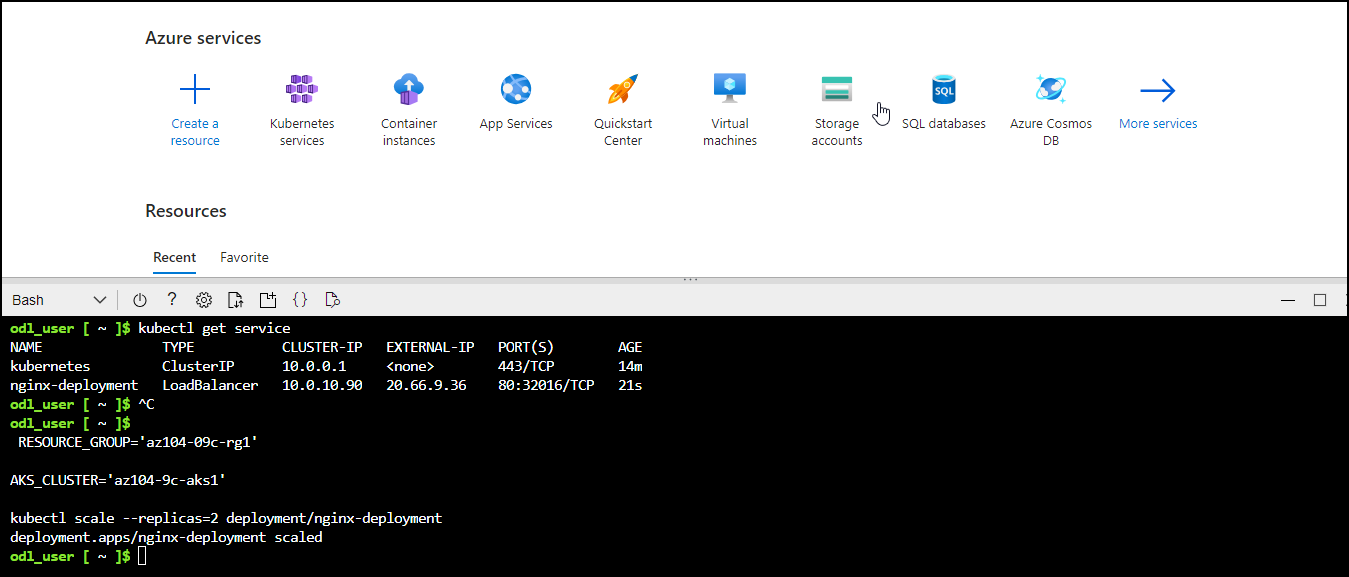 Azure services
Create a resource
Kubernetes services
Container instances
App Services
Quickstart Center
Virtual machines
Storage accounts
SQL
SQL databases
Azure Cosmos DB
More services
Resources
Recent Favorite
Bash
odl_user [ ~ ]$ kubectl get service
NAME TYPE CLUSTER-IP EXTERNAL-IP PORT(S) AGE
kubernetes ClusterIP 10.0.0.1 <none> 443/TCP 14m
nginx-deployment LoadBalancer 10.0.10.90 20.66.9.36 80:32016/TCP 21s
odl_user [ ~ ]$ ^C
odl_user [ ~ ]$
RESOURCE_GROUP='az104-09c-rg1'
AKS_CLUSTER='az104-9c-aks1'
kubectl scale --replicas=2 deployment/nginx-deployment
deployment.apps/nginx-deployment scaled
odl_user [ ~ ]$